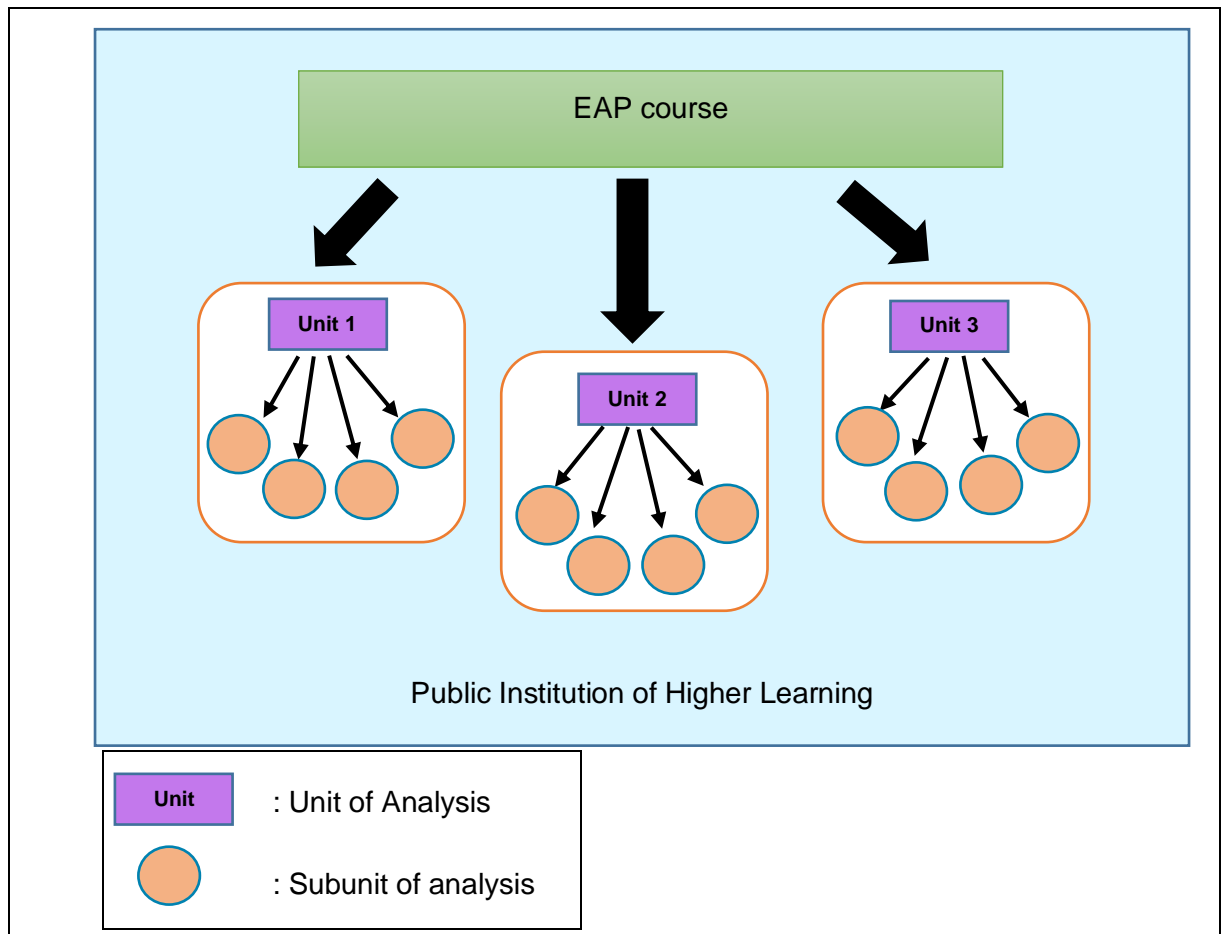 EAP course
Unit 1
Unit 2
Unit 3
Public Institution of Higher Learning
Unit : Unit of Analysis
: Subunit of analysis